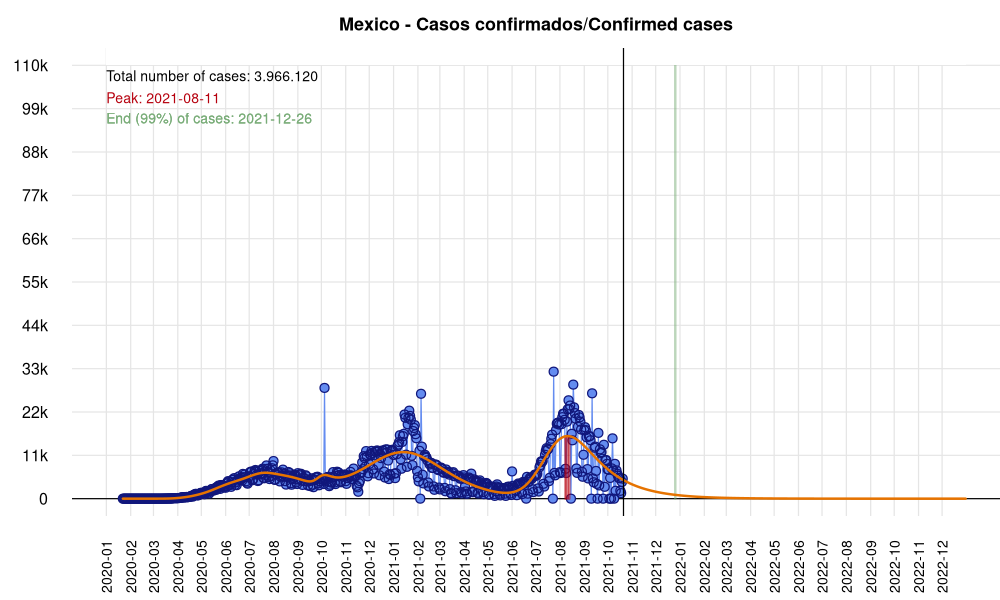 Mexico - Casos confirmados/Confirmed cases
110k
99k
88k
77k
66k
55k
44k
33k
22k
11k
0
Total number of cases: 3.966.120
Peak: 2021-08-11
End (99%) of cases: 2021-12-26
2020-01
2020-02
2020-03
2020-04
2020-05
2020-06
2020-07
2020-08
2020-09
2020-10
2020-11
2020-12
2021-01
2021-02
2021-03
2021-04
2021-05
2021-06
2021-07
2021-08
2021-09
2021-10
2021-11
2021-12
2022-01
2022-02
2022-03
2022-04
2022-05
2022-06
2022-07
2022-08
2022-09
2022-10
2022-11
2022-12